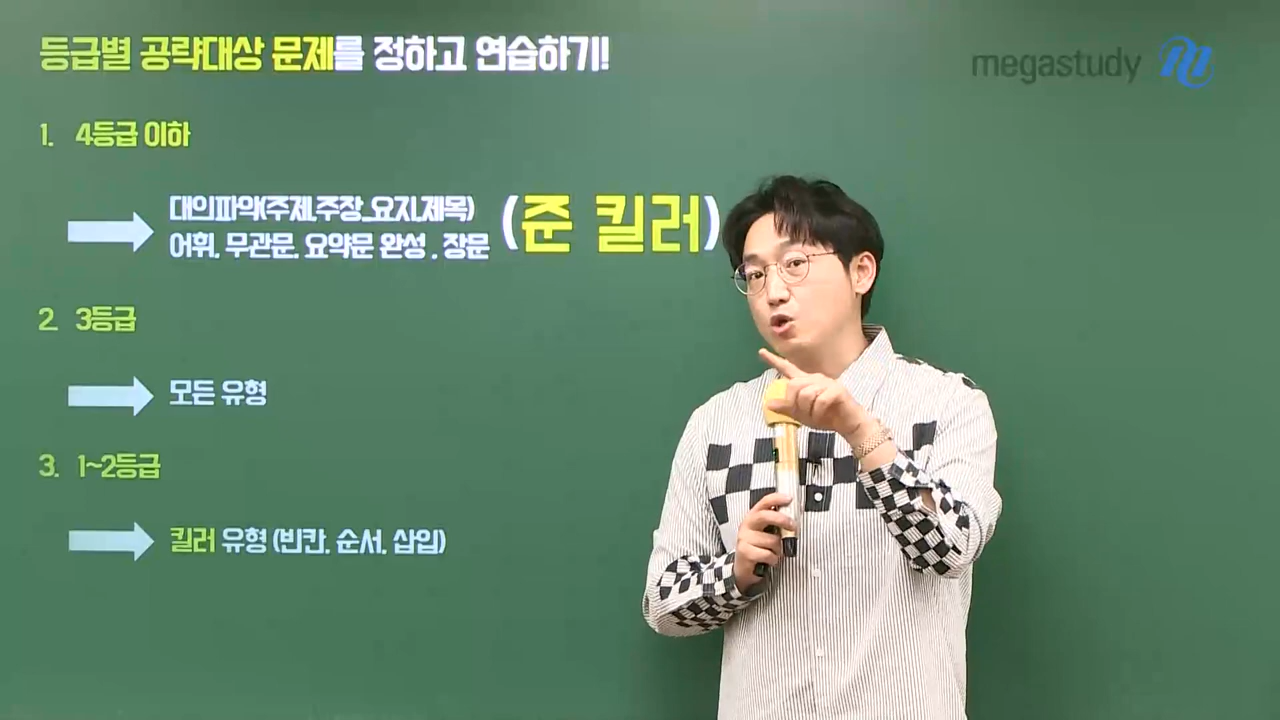 등급별 공략대상 문제를 정하고 연습하기!
megastudy
1. 4등급 이하
대의파악(주제,주장,요지,제목)
어휘, 무관문, 요약문 완성 , 장문
(준 킬러)
2. 3등급
모든 유형
3. 1~2등급
킬러 유형 (빈칸, 순서, 삽입)